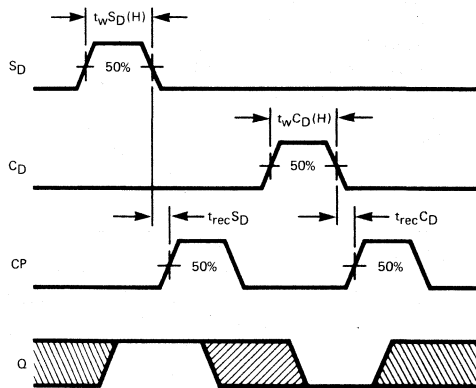 twSD(H)
SD
50%
twCD(H)
CD
50%
trecSD
trecCD
CP
50%
50%
Q